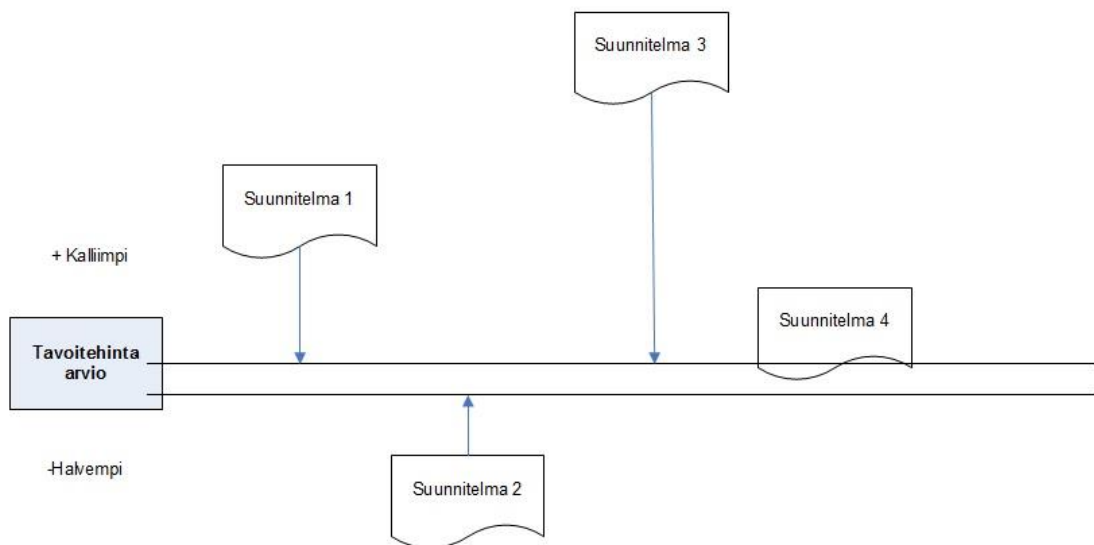 Suunnitelma 3
Suunnitelma 1
+ Kalliimpi
Suunnitelma 4
Tavoitehinta
arvio
-Halvempi
Suunnitelma 2